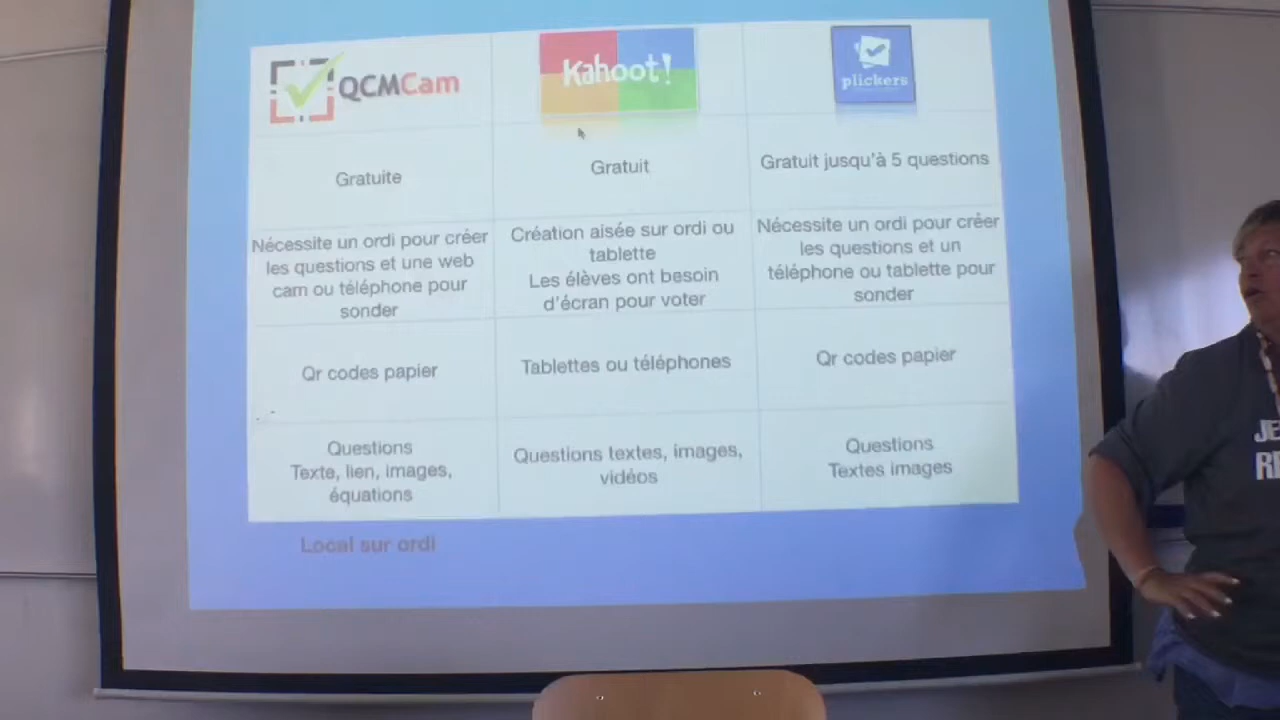 QCMCam
Kahoot!
plickers
Gratuite
Gratuit
Gratuit jusqu'à 5 questions
Nécessite un ordi pour créer
les questions et une web
cam ou téléphone pour
sonder
Création aisée sur ordi ou
tablette
Les élèves ont besoin
d'écran pour voter
Nécessite un ordi pour créer
les questions et un
téléphone ou tablette pour
sonder
Qr codes papier
Tablettes ou téléphones
Qr codes papier
Questions
Texte, lien, images,
équations
Questions textes, images,
vidéos
Questions
Textes images
Local sur ordi